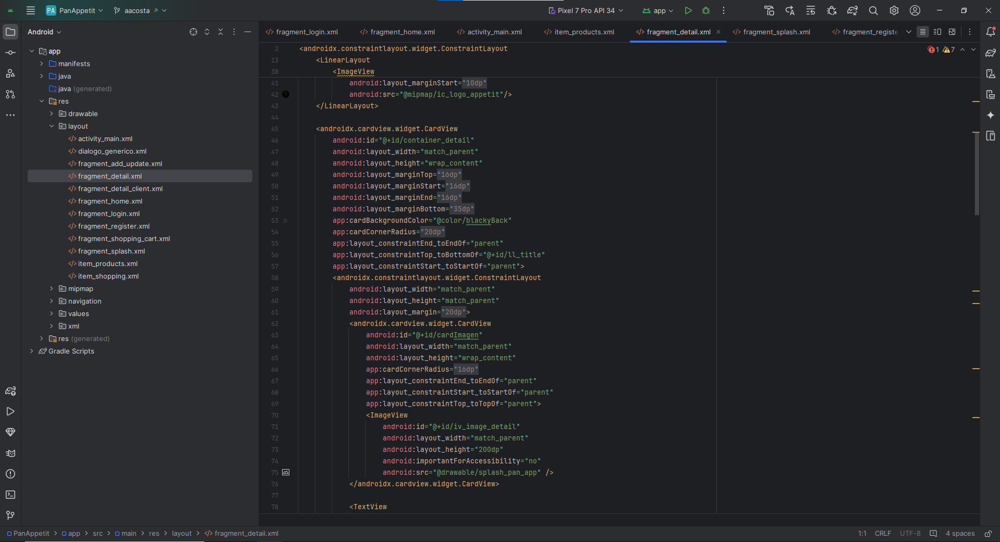 PA PanAppetit aacosta Pixel 7 Pro API 34 app
Android
app
manifests
java
java (generated)
res
drawable
layout
activity_main.xml
dialogo_generico.xml
fragment_add_update.xml
fragment_detail.xml
fragment_detail_client.xml
fragment_home.xml
fragment_login.xml
fragment_register.xml
fragment_shopping_cart.xml
fragment_splash.xml
item_products.xml
item_shopping.xml
mipmap
navigation
values
xml
res (generated)
Gradle Scripts
fragment_login.xml fragment_home.xml activity_main.xml item_products.xml fragment_detail.xml fragment_splash.xml fragment_registe
1 7
2 <androidx.constraintlayout.widget.ConstraintLayout
13 <LinearLayout
38 <ImageView
41 android:layout_marginStart="10dp"
42 android:src="@mipmap/ic_logo_appetit"/>
43 </LinearLayout>
44
45 <androidx.cardview.widget.CardView
46 android:id="@+id/container_detail"
47 android:layout_width="match_parent"
48 android:layout_height="wrap_content"
49 android:layout_marginTop="16dp"
50 android:layout_marginStart="16dp"
51 android:layout_marginEnd="16dp"
52 android:layout_marginBottom="35dp"
53 app:cardBackgroundColor="@color/blackyBack"
54 app:cardCornerRadius="20dp"
55 app:layout_constraintEnd_toEndOf="parent"
56 app:layout_constraintTop_toBottomOf="@+id/ll_title"
57 app:layout_constraintStart_toStartOf="parent">
58 <androidx.constraintlayout.widget.ConstraintLayout
59 android:layout_width="match_parent"
60 android:layout_height="match_parent"
61 android:layout_margin="20dp">
62 <androidx.cardview.widget.CardView
63 android:id="@+id/cardImagen"
64 android:layout_width="match_parent"
65 android:layout_height="wrap_content"
66 app:cardCornerRadius="16dp"
67 app:layout_constraintEnd_toEndOf="parent"
68 app:layout_constraintStart_toStartOf="parent"
69 app:layout_constraintTop_toTopOf="parent">
70 <ImageView
71 android:id="@+id/iv_image_detail"
72 android:layout_width="match_parent"
73 android:layout_height="200dp"
74 android:importantForAccessibility="no"
75 android:src="@drawable/splash_pan_app" />
76 </androidx.cardview.widget.CardView>
77
78 <TextView
PanAppetit > app > src > main > res > layout > fragment_detail.xml
1:1 CRLF UTF-8 4 spaces